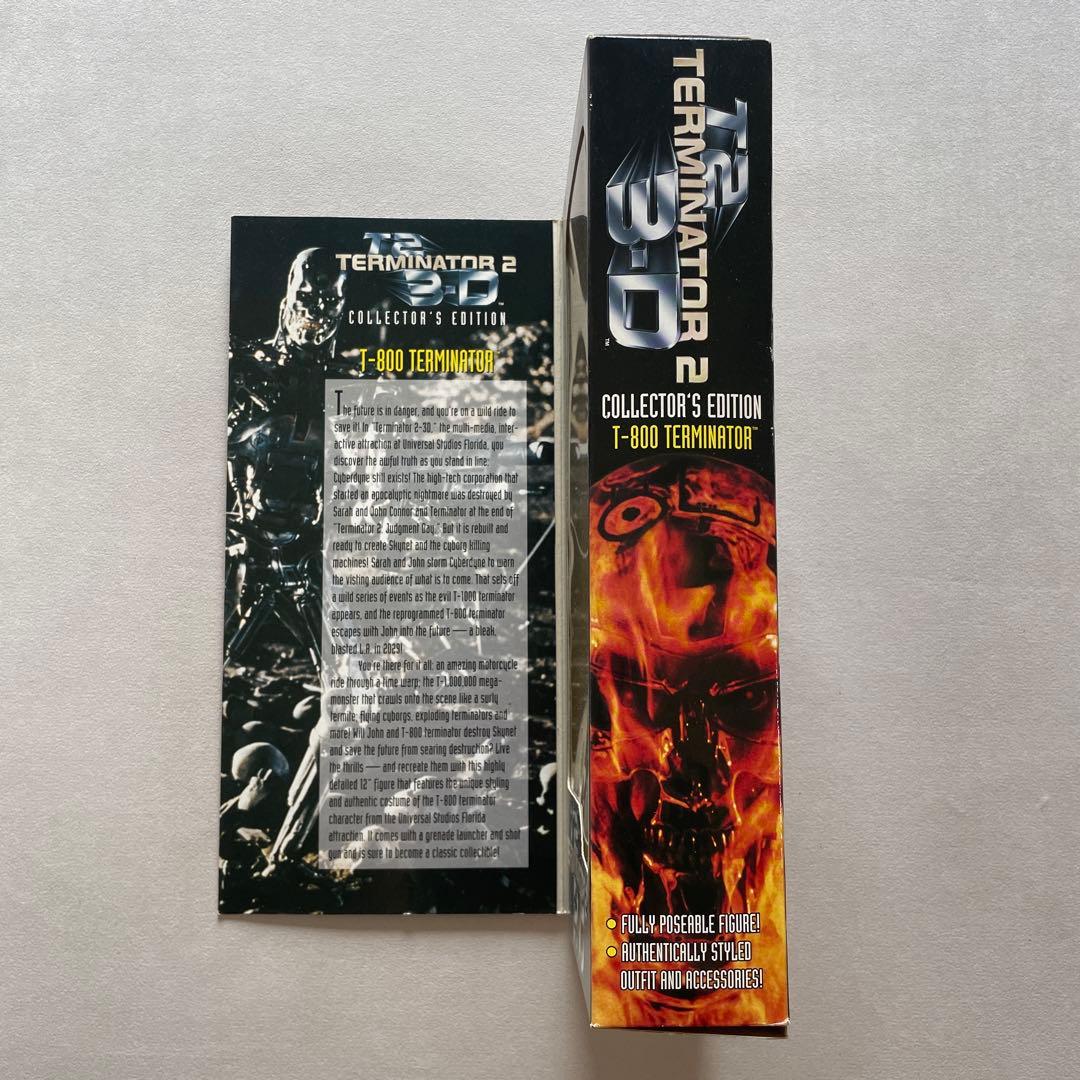 T2
TERMINATOR 2
3-D™
COLLECTOR'S EDITION
T-800 TERMINATOR
The future is in danger, and you're on a wild ride to
save it! In "Terminator 2-3D," the multi-media, inter-
active attraction at Universal Studios Florida, you
discover the awful truth as you stand in line:
Cyberdyne still exists! The high-tech corporation that
started an apocalyptic nightmare was destroyed by
Sarah and John Connor and Terminator at the end of
"Terminator 2: Judgment Day." But it is rebuilt and
ready to create Skynet and the cyborg killing
machines! Sarah and John storm Cyberdyne to warn
the visting audience of what is to come. That sets off
a wild series of events as the evil T-1000 terminator
appears, and the reprogrammed T-800 terminator
escapes with John into the future — a bleak,
blasted L.A. in 2029!
You're there for it all: an amazing motorcycle
ride through a time warp; the T-1,000,000 mega-
monster that crawls onto the scene like a surly
termite; flying cyborgs, exploding terminators and
more! Will John and T-800 terminator destroy Skynet
and save the future from searing destruction? Live
the thrills — and recreate them with this highly
detailed 12" figure that features the unique styling
and authentic costume of the T-800 terminator
character from the Universal Studios Florida
attraction. It comes with a grenade launcher and shot
gun and is sure to become a classic collectible!
T2
TERMINATOR 2
3-D™
COLLECTOR'S EDITION
T-800 TERMINATOR™
• FULLY POSEABLE FIGURE!
• AUTHENTICALLY STYLED
OUTFIT AND ACCESSORIES!